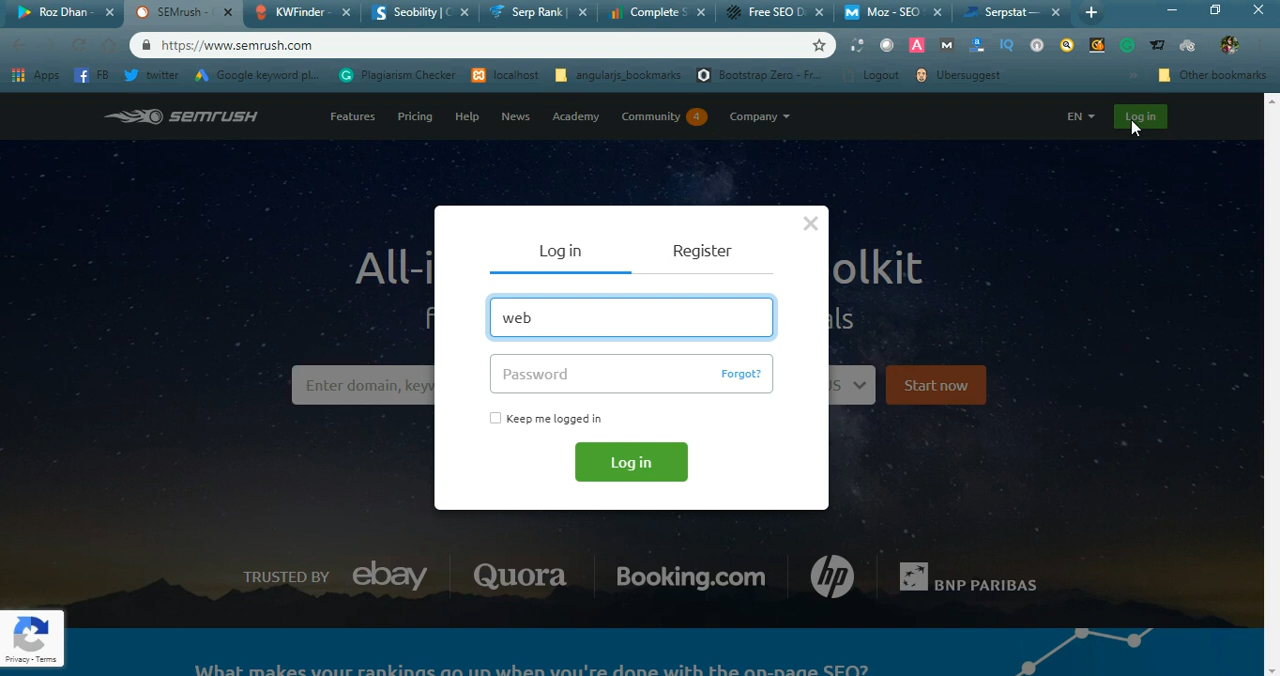 Roz Dhan -
SEMrush -
KWFinder -
Seobility | C
Serp Rank |
Complete S
Free SEO D
Moz - SEO
Serpstat —
https://www.semrush.com
Apps
FB
twitter
Google keyword pl...
Plagiarism Checker
localhost
angularjs_bookmarks
Bootstrap Zero - Fr...
Logout
Ubersuggest
Other bookmarks
SEMRUSH
Features
Pricing
Help
News
Academy
Community 4
Company
EN
Log in
All-i
olkit
f
als
Log in
Register
web
Password
Forgot?
Keep me logged in
Log in
Enter domain, keyw
US
Start now
TRUSTED BY
ebay
Quora
Booking.com
hp
BNP PARIBAS
Privacy - Terms
What makes your rankings go up when you're done with the on-page SEO?